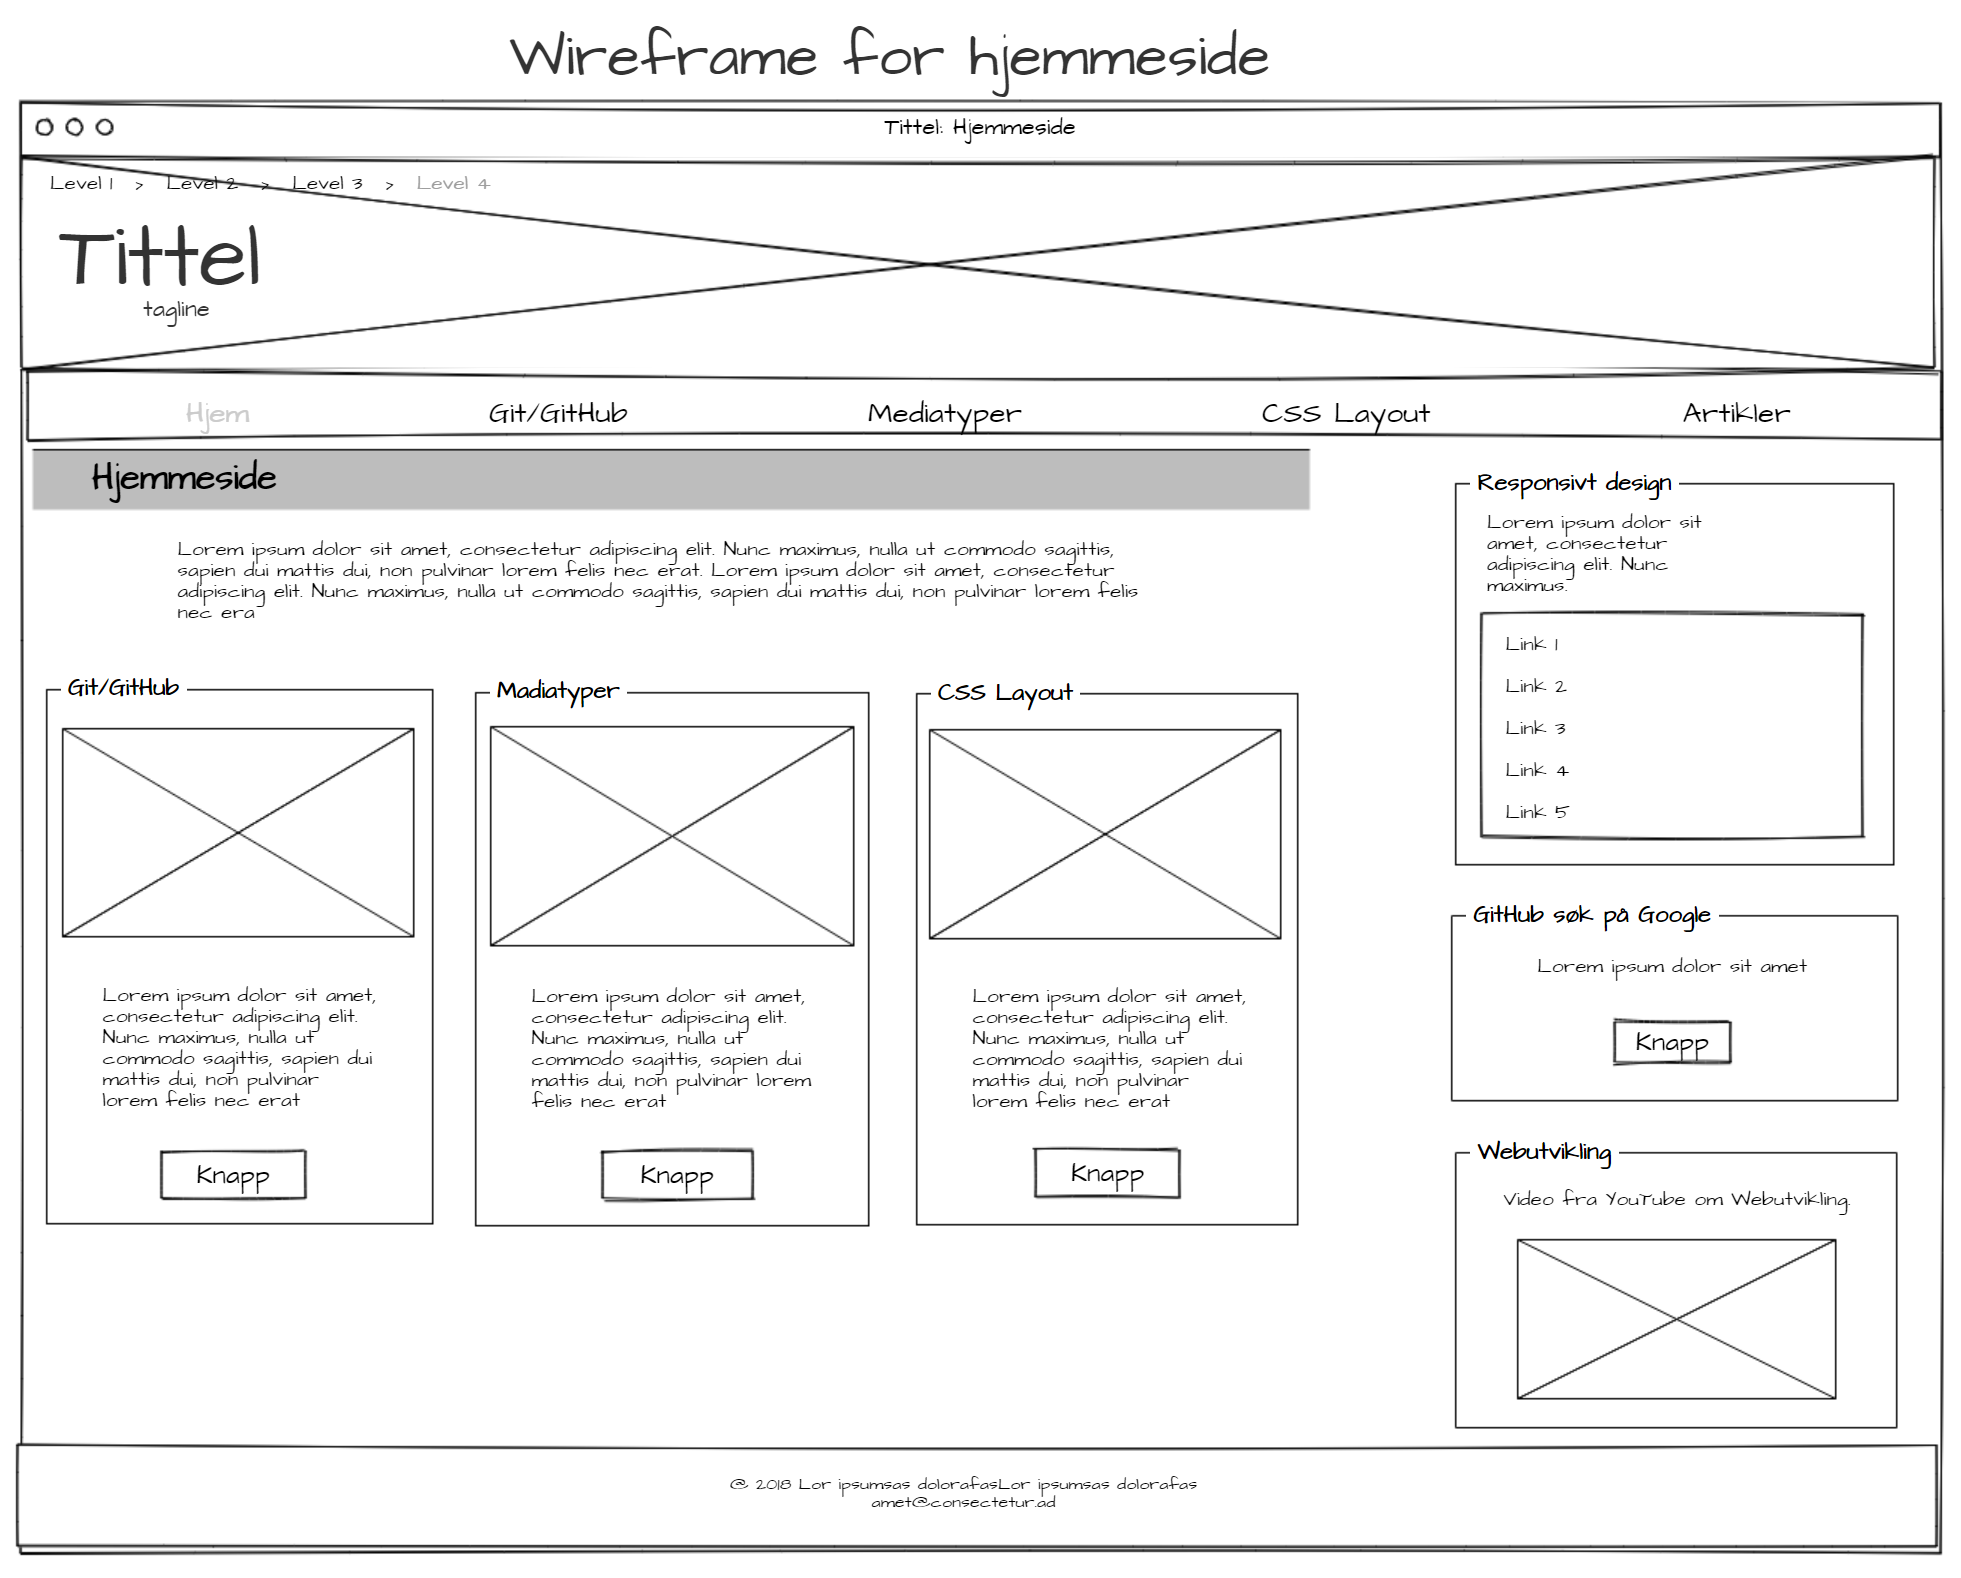 Wireframe for hjemmeside
Tittel: Hjemmeside
Level 1 > Level 2 > Level 3 > Level 4
Tittel
tagline
Hjem Git/GitHub Mediatyper CSS Layout Artikler
Hjemmeside
Lorem ipsum dolor sit amet, consectetur adipiscing elit. Nunc maximus, nulla ut commodo sagittis,
sapien dui mattis dui, non pulvinar lorem felis nec erat. Lorem ipsum dolor sit amet, consectetur
adipiscing elit. Nunc maximus, nulla ut commodo sagittis, sapien dui mattis dui, non pulvinar lorem felis
nec era
Git/GitHub
Lorem ipsum dolor sit amet,
consectetur adipiscing elit.
Nunc maximus, nulla ut
commodo sagittis, sapien dui
mattis dui, non pulvinar
lorem felis nec erat
Knapp
Madiatyper
Lorem ipsum dolor sit amet,
consectetur adipiscing elit.
Nunc maximus, nulla ut
commodo sagittis, sapien dui
mattis dui, non pulvinar lorem
felis nec erat
Knapp
CSS Layout
Lorem ipsum dolor sit amet,
consectetur adipiscing elit.
Nunc maximus, nulla ut
commodo sagittis, sapien dui
mattis dui, non pulvinar
lorem felis nec erat
Knapp
Responsivt design
Lorem ipsum dolor sit
amet, consectetur
adipiscing elit. Nunc
maximus.
Link 1
Link 2
Link 3
Link 4
Link 5
GitHub søk på Google
Lorem ipsum dolor sit amet
Knapp
Webutvikling
Video fra YouTube om Webutvikling.
@ 2018 Lor ipsumsas dolorafasLor ipsumsas dolorafas
amet@consectetur.ad